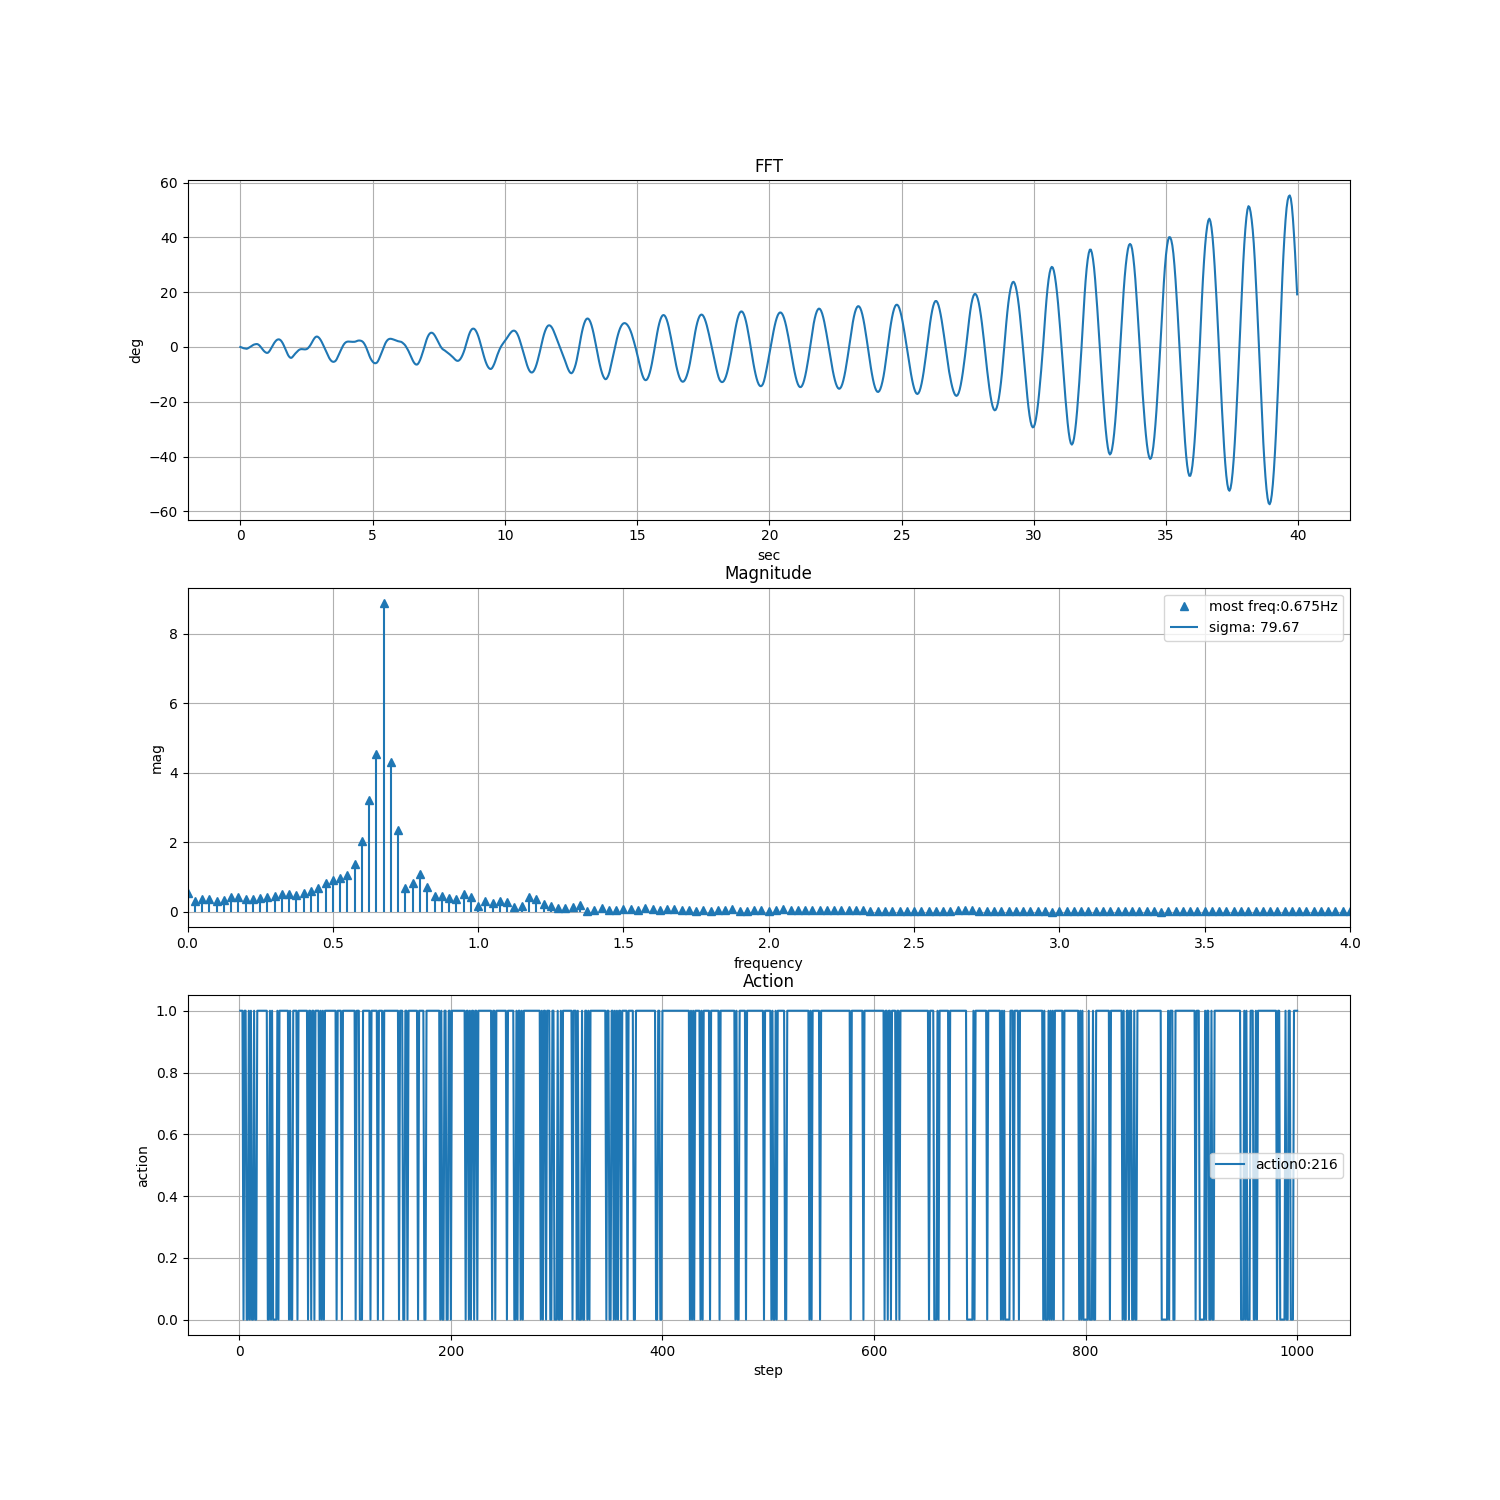 FFT
60
40
20
0
−20
−40
−60
deg
0 5 10 15 20 25 30 35 40
sec
Magnitude
8
6
4
2
0
mag
most freq:0.675Hz
sigma: 79.67
0.0 0.5 1.0 1.5 2.0 2.5 3.0 3.5 4.0
frequency
Action
1.0
0.8
0.6
0.4
0.2
0.0
action
action0:216
0 200 400 600 800 1000
step